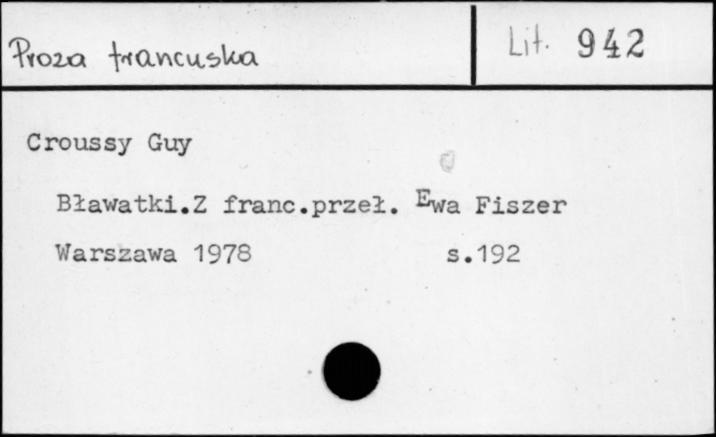 Proza francuska
Lit. 942
Croussy Guy
Bławatki.Z franc.przeł. Ewa Fiszer
Warszawa 1978 s.192